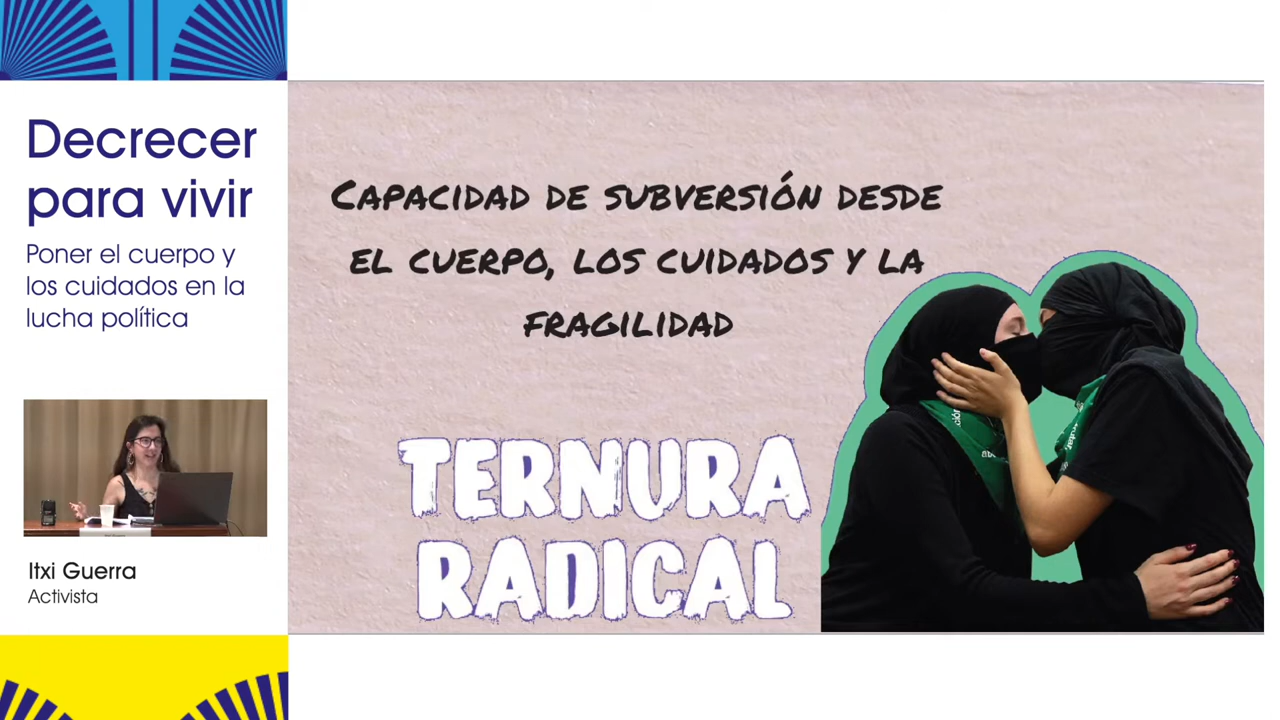 Decrecer
para vivir
Poner el cuerpo y
los cuidados en la
lucha política
Itxi Guerra
Activista
CAPACIDAD DE SUBVERSIÓN DESDE
EL CUERPO, LOS CUIDADOS Y LA
FRAGILIDAD
TERNURA
RADICAL